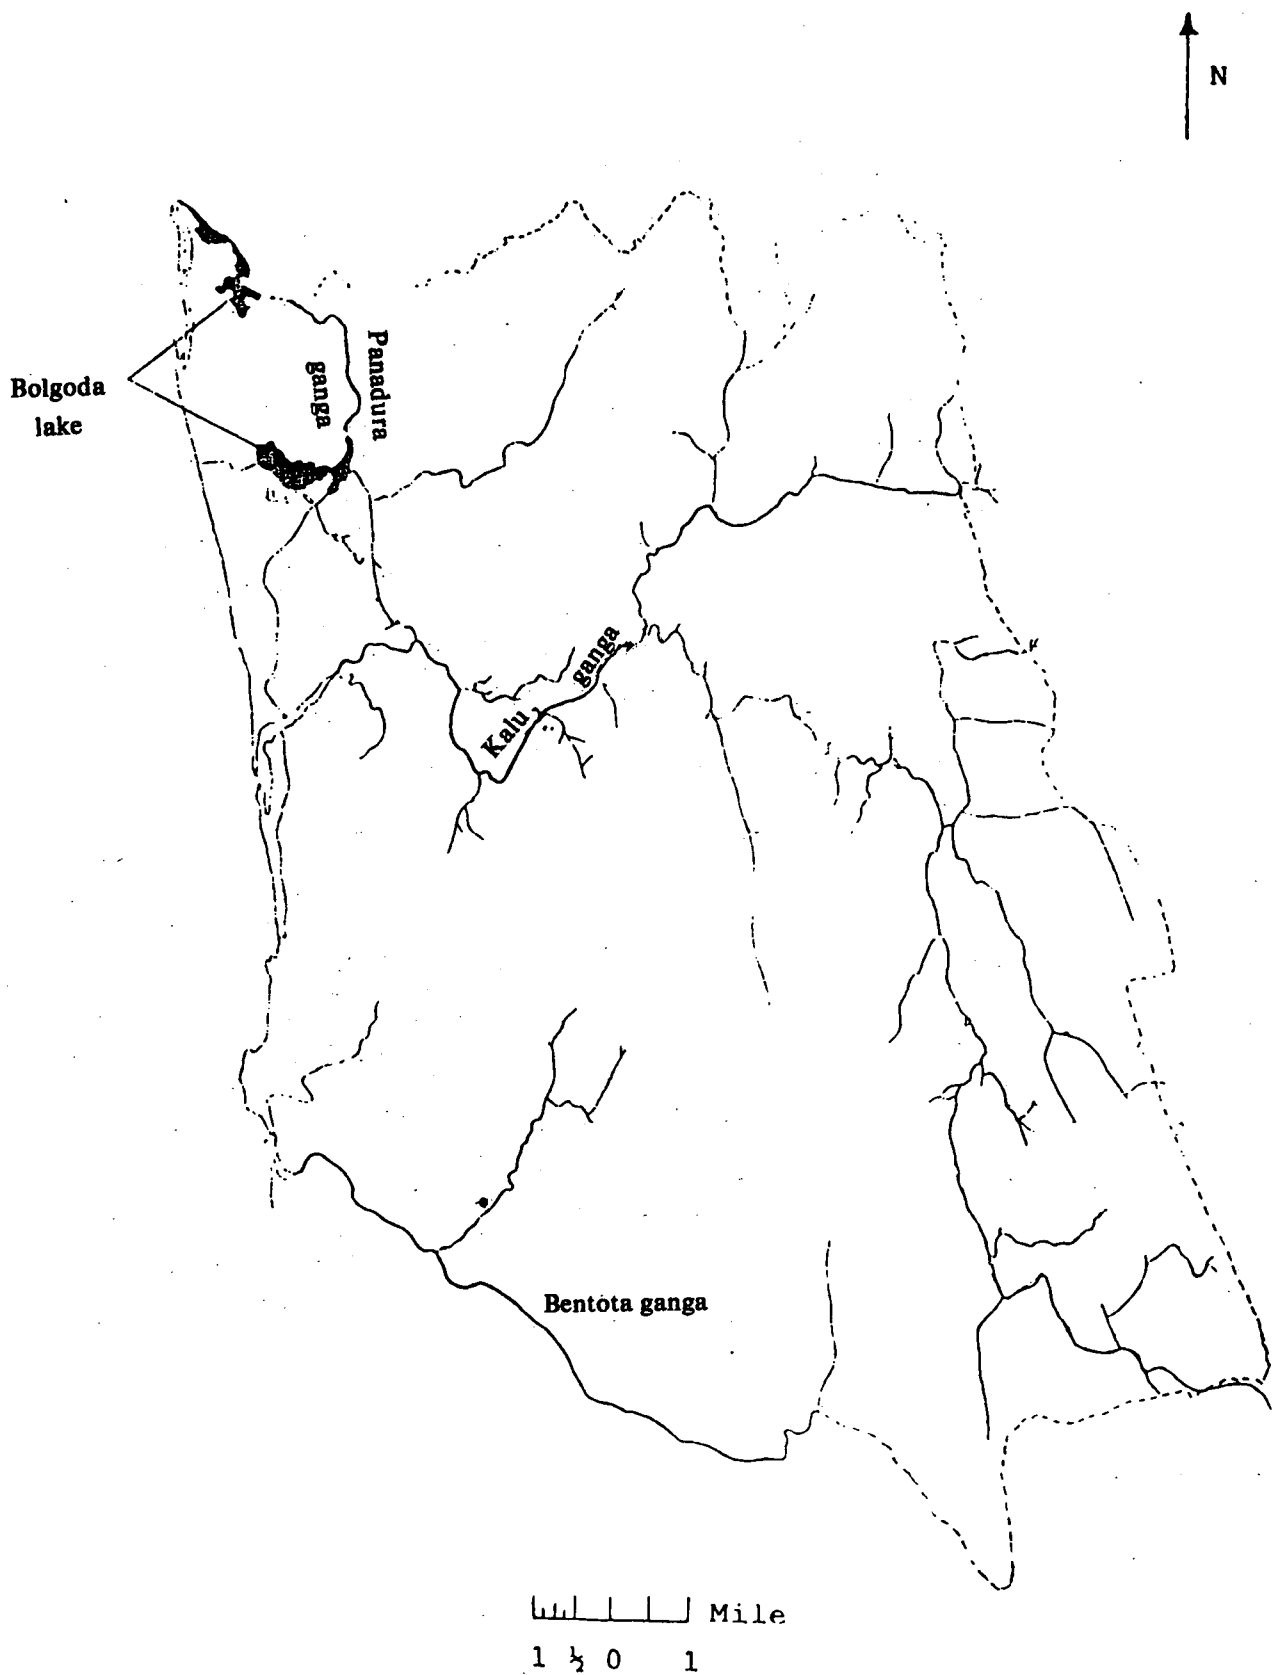 N
Bolgoda
lake
Panadura
ganga
Kalu ganga
Bentota ganga
Mile
1 ½ 0 1